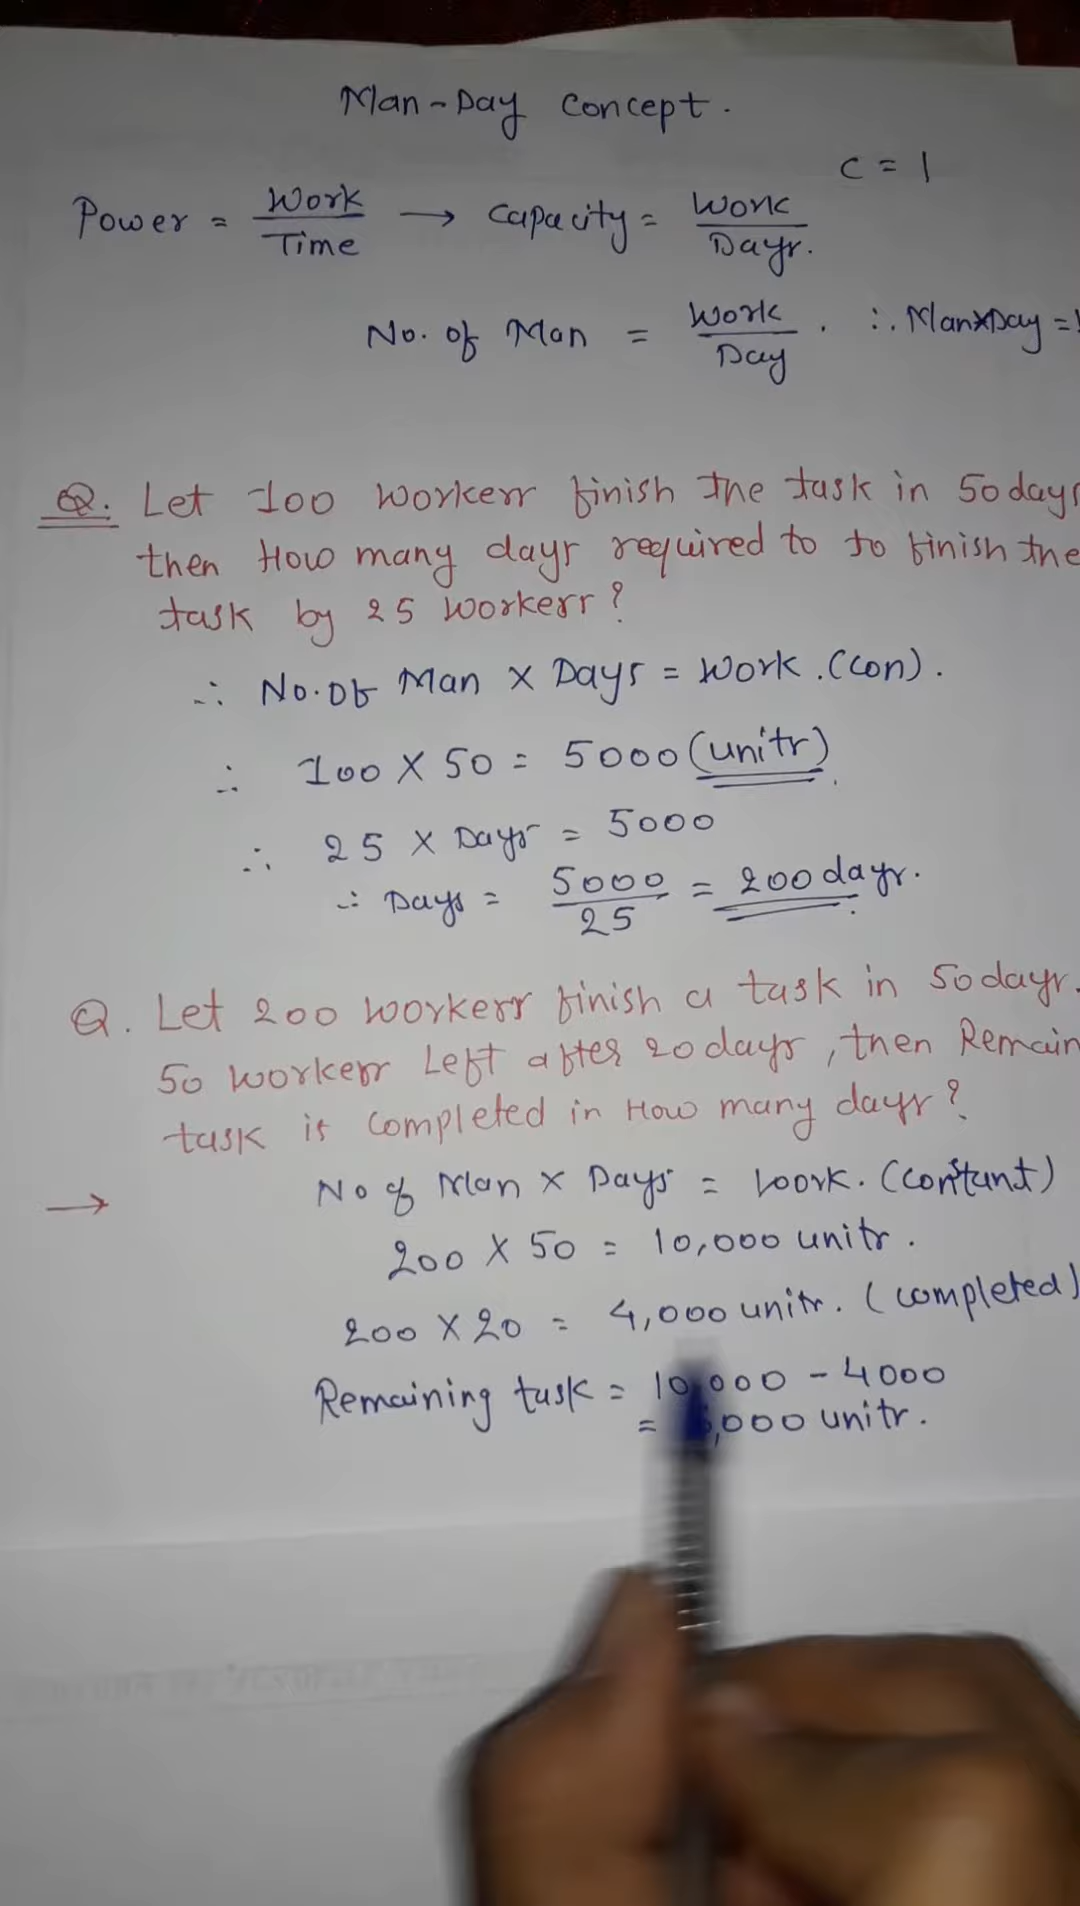 Man-Day Concept.
C = 1
Power = Work/Time → Capacity = Work/Days.
No. of Man = Work/Day . ∴ Man×Day =
Q. Let 100 workers finish the task in 50 days
then How many days required to to finish the
task by 25 workers?
∴ No. of Man × Days = Work. (Con).
∴ 100 × 50 = 5000 (units)
∴ 25 × Days = 5000
∴ Days = 5000/25 = 200 days.
Q. Let 200 workers finish a task in 50 days.
50 workers Left after 20 days, then Remain
task is completed in How many days?
→ No of Man × Days = Work. (Constant)
200 × 50 = 10,000 units.
200 × 20 = 4,000 units. (completed)
Remaining task = 10,000 - 4000
= ,000 units.